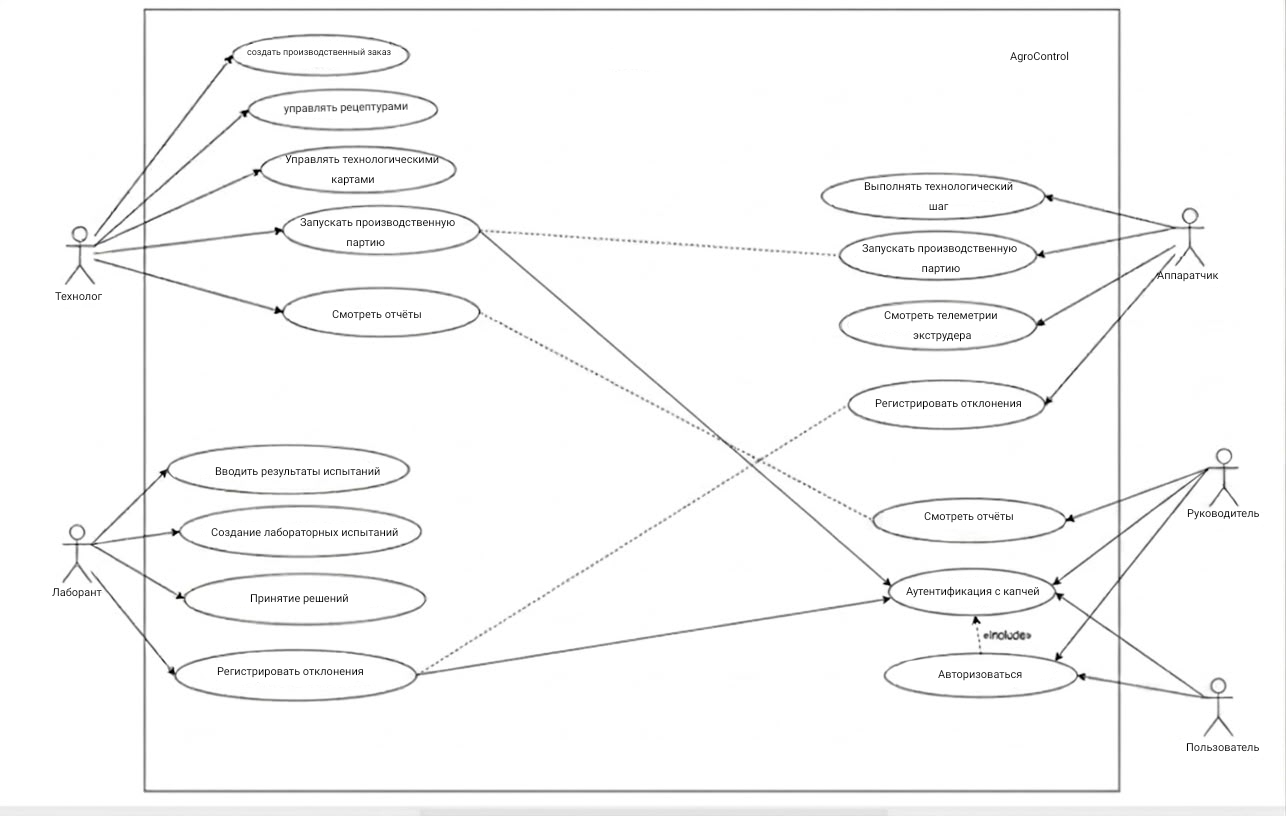 создать производственный заказ
AgroControl
управлять рецептурами
Управлять технологическими
картами
Запускать производственную
партию
Технолог
Смотреть отчёты
Выполнять технологический
шаг
Запускать производственную
партию
Аппаратчик
Смотреть телеметрии
экструдера
Регистрировать отклонения
Вводить результаты испытаний
Создание лабораторных испытаний
Лаборант
Принятие решений
Регистрировать отклонения
Смотреть отчёты
Руководитель
Аутентификация с капчей
«include»
Авторизоваться
Пользователь